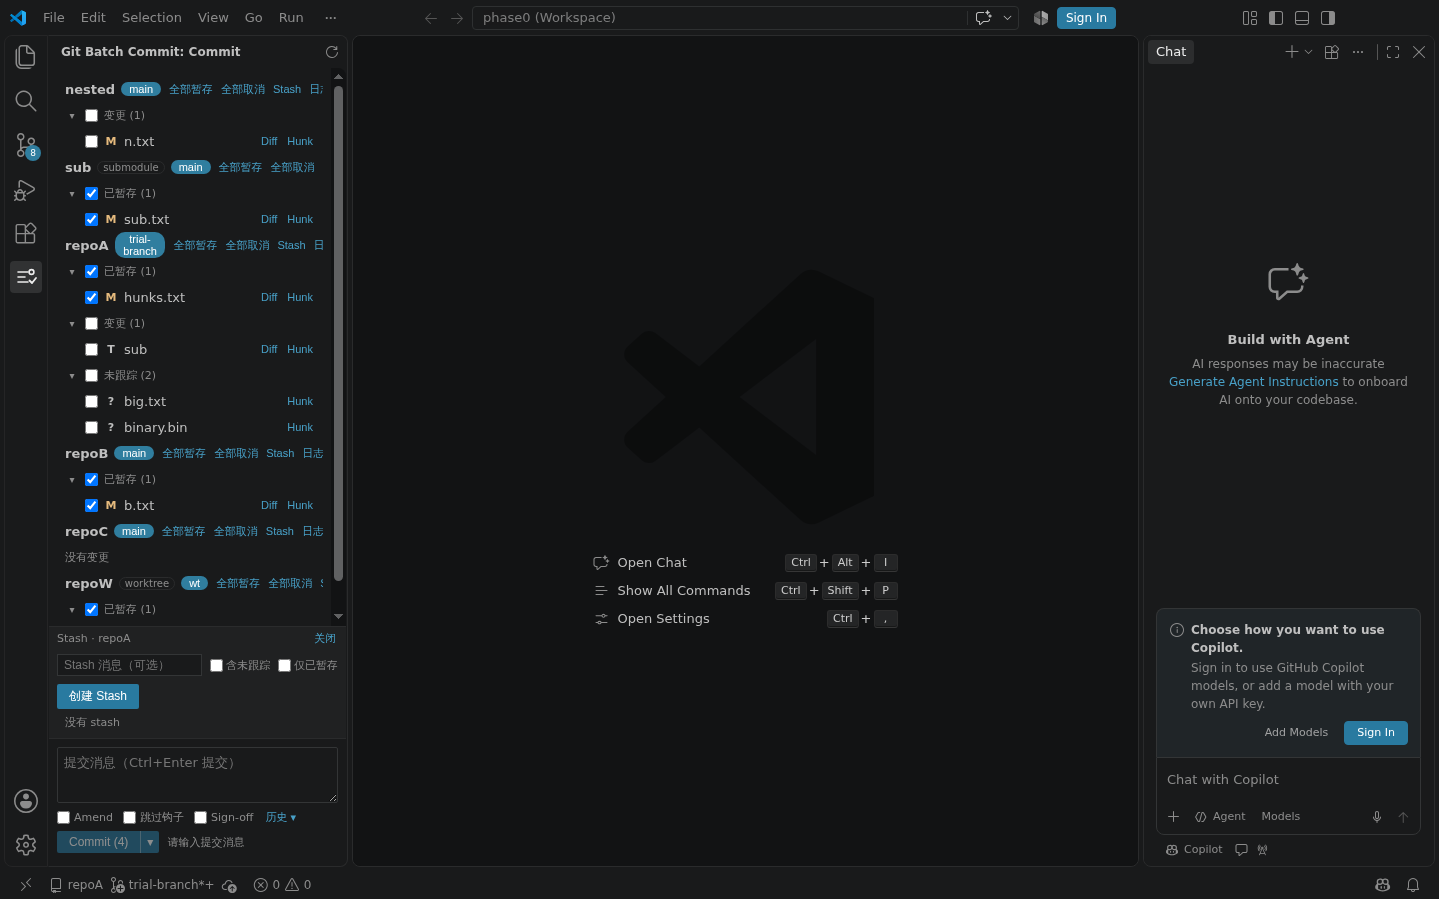 File Edit Selection View Go Run ···
phase0 (Workspace)
Sign In
Git Batch Commit: Commit
nested main 全部暂存 全部取消 Stash
变更 (1)
M n.txt Diff Hunk
sub submodule main 全部暂存 全部取消
已暂存 (1)
M sub.txt Diff Hunk
repoA trial-branch 全部暂存 全部取消 Stash 日
已暂存 (1)
M hunks.txt Diff Hunk
变更 (1)
T sub Diff Hunk
未跟踪 (2)
? big.txt Hunk
? binary.bin Hunk
repoB main 全部暂存 全部取消 Stash 日志
已暂存 (1)
M b.txt Diff Hunk
repoC main 全部暂存 全部取消 Stash 日志
没有变更
repoW worktree wt 全部暂存 全部取消
已暂存 (1)
Stash · repoA 关闭
Stash 消息（可选） 含未跟踪 仅已暂存
创建 Stash
没有 stash
提交消息（Ctrl+Enter 提交）
Amend 跳过钩子 Sign-off 历史 ▾
Commit (4) ▾ 请输入提交消息
8
Open Chat Ctrl + Alt + I
Show All Commands Ctrl + Shift + P
Open Settings Ctrl + ,
Chat
Build with Agent
AI responses may be inaccurate
Generate Agent Instructions to onboard
AI onto your codebase.
Choose how you want to use
Copilot.
Sign in to use GitHub Copilot
models, or add a model with your
own API key.
Add Models Sign In
Chat with Copilot
Agent Models
Copilot
repoA trial-branch*+ 0 0